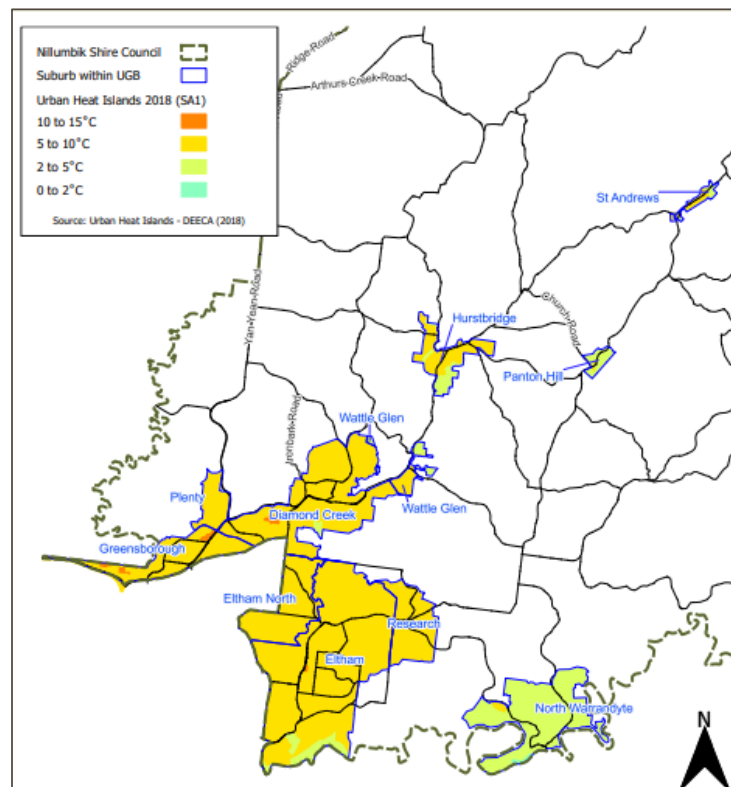 Nillumbik Shire Council
Suburb within UGB
Urban Heat Islands 2018 (SA1)
10 to 15°C
5 to 10°C
2 to 5°C
0 to 2°C
Source: Urban Heat Islands - DEECA (2018)
Ridge-Road
Road
Arthurs-Creek-Road
St Andrews
Yan-Yean-Road
Church-Road
Hurstbridge
Panton Hill
Ironbark-Road
Wattle Glen
Plenty
Wattle Glen
Diamond Creek
Greensborough
Eltham North
Research
Eltham
North Warrandyte
N